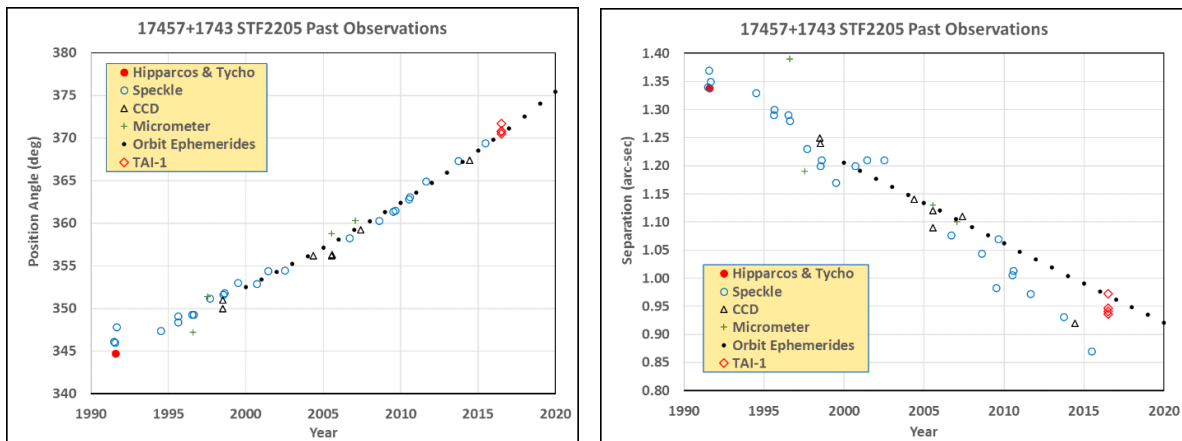 17457+1743 STF2205 Past Observations
380
375
370
365
360
355
350
345
340
Position Angle (deg)
Hipparcos & Tycho
Speckle
CCD
Micrometer
Orbit Ephemerides
TAI-1
1990 1995 2000 2005 2010 2015 2020
Year
17457+1743 STF2205 Past Observations
1.40
1.35
1.30
1.25
1.20
1.15
1.10
1.05
1.00
0.95
0.90
0.85
0.80
Separation (arc-sec)
Hipparcos & Tycho
Speckle
CCD
Micrometer
Orbit Ephemerides
TAI-1
1990 1995 2000 2005 2010 2015 2020
Year